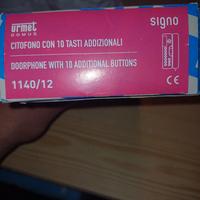 urmet
DOMUS
signo
CITOFONO CON 10 TASTI ADDIZIONALI
DOORPHONE WITH 10 ADDITIONAL BUTTONS
1140/12
CE